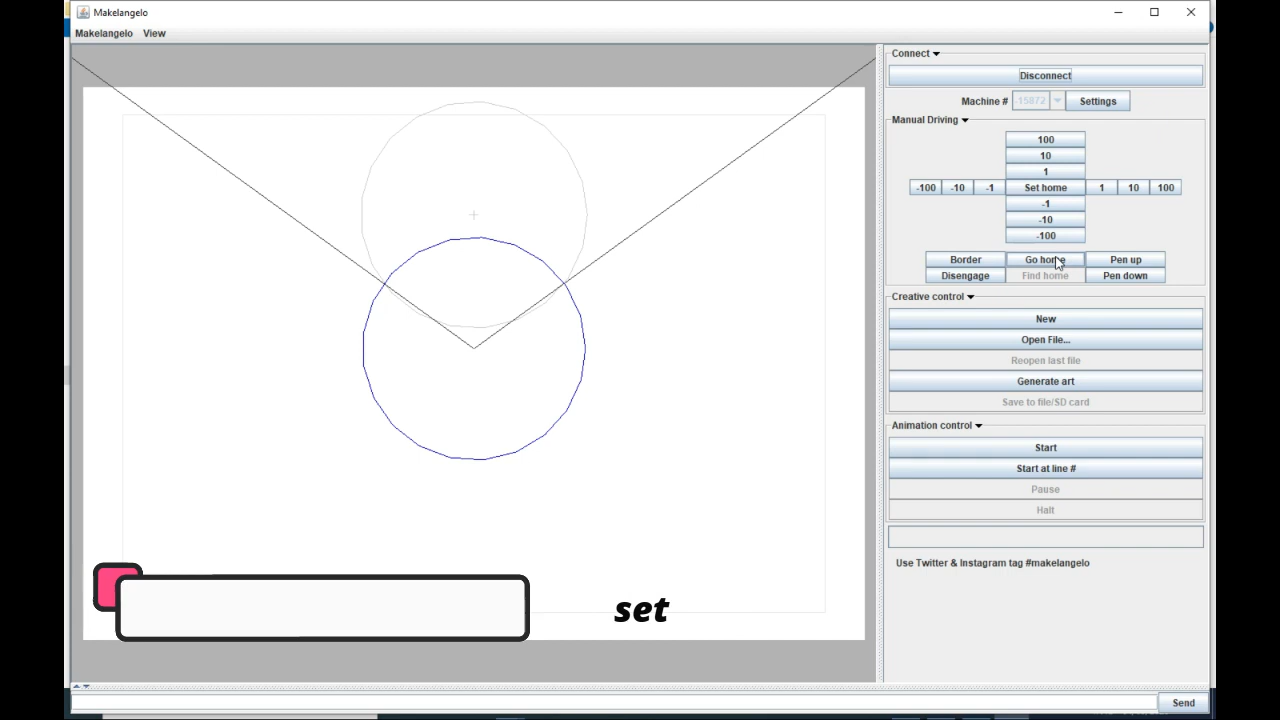 Makelangelo
Makelangelo View
Connect
Disconnect
Machine # 15872 Settings
Manual Driving
100
10
1
-100 -10 -1 Set home 1 10 100
-1
-10
-100
Border Go home Pen up
Disengage Find home Pen down
Creative control
New
Open File...
Reopen last file
Generate art
Save to file/SD card
Animation control
Start
Start at line #
Pause
Halt
Use Twitter & Instagram tag #makelangelo
set
Send